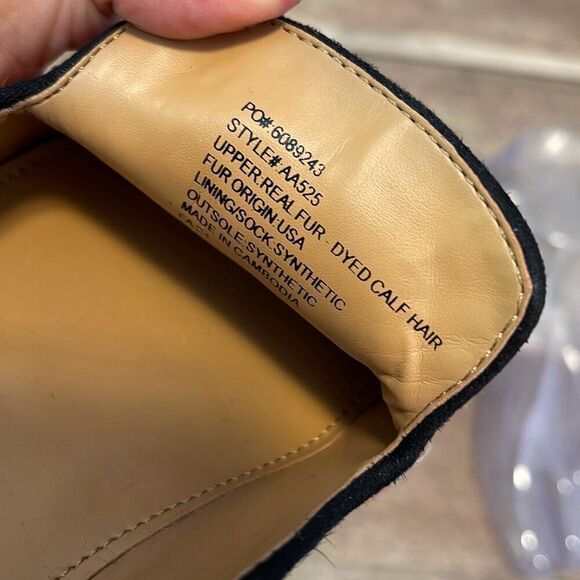 PO# 6089243
STYLE# AA525
UPPER.REAL FUR DYED CALF HAIR
FUR ORIGIN:USA
LINING/SOCK:SYNTHETIC
OUTSOLE:SYNTHETIC
MADE IN CAMBODIA